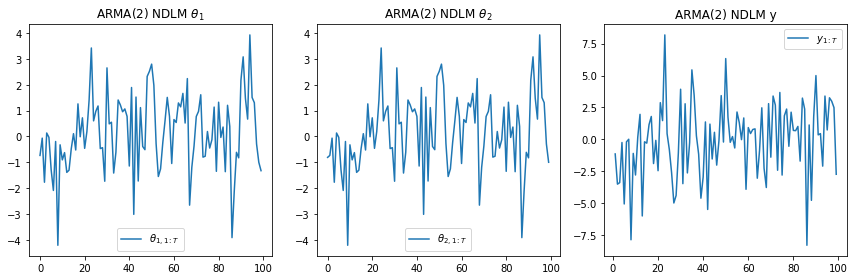 ARMA(2) NDLM θ₁
4
3
2
1
0
−1
−2
−3
−4
0 20 40 60 80 100
θ₁,₁:T
ARMA(2) NDLM θ₂
4
3
2
1
0
−1
−2
−3
−4
0 20 40 60 80 100
θ₂,₁:T
ARMA(2) NDLM y
7.5
5.0
2.5
0.0
−2.5
−5.0
−7.5
0 20 40 60 80 100
y₁:T